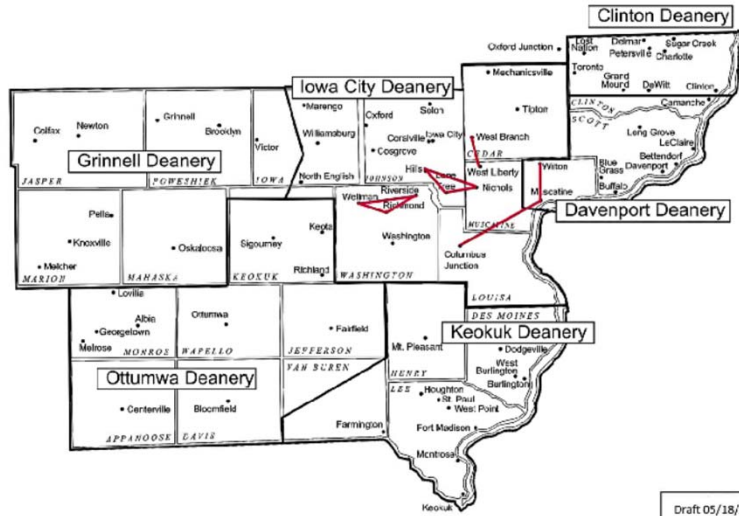 Clinton Deanery
Oxford Junction
Lost Nation
Delmar
Sugar Creek
Petersville
Charlotte
Toronto
Grand Mound
DeWitt
Clinton
Camanche
CLINTON
SCOTT
Long Grove
LeClaire
Bettendorf
Davenport
Blue Grass
Buffalo
Davenport Deanery
Iowa City Deanery
Mechanicsville
Tipton
West Branch
CEDAR
Marengo
Oxford
Solon
Williamsburg
Coralville
Iowa City
Cosgrove
Hills
Lone Tree
North English
JOHNSON
West Liberty
Nichols
Wilton
Muscatine
MUSCATINE
Grinnell Deanery
Colfax
Newton
Grinnell
Brooklyn
Victor
JASPER
POWESHIEK
IOWA
Pella
Knoxville
Melcher
MARION
Oskaloosa
MAHASKA
Sigourney
Keota
Richland
KEOKUK
Wellman
Riverside
Richmond
Washington
WASHINGTON
Columbus Junction
LOUISA
Keokuk Deanery
DES MOINES
Dodgeville
West Burlington
Burlington
Mt. Pleasant
HENRY
LEE
Houghton
St. Paul
West Point
Fort Madison
Montrose
Keokuk
Ottumwa Deanery
Lovilia
Albia
Georgetown
Melrose
MONROE
Ottumwa
WAPELLO
Fairfield
JEFFERSON
VAN BUREN
Farmington
Centerville
APPANOOSE
Bloomfield
DAVIS
Draft 05/18/